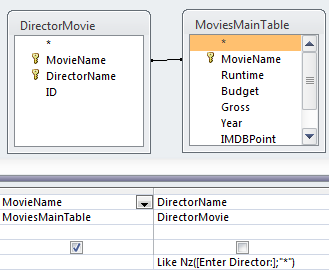 DirectorMovie
*
MovieName
DirectorName
ID
MoviesMainTable
*
MovieName
Runtime
Budget
Gross
Year
IMDBPoint
MovieName DirectorName
MoviesMainTable DirectorMovie
Like Nz([Enter Director:];"*")